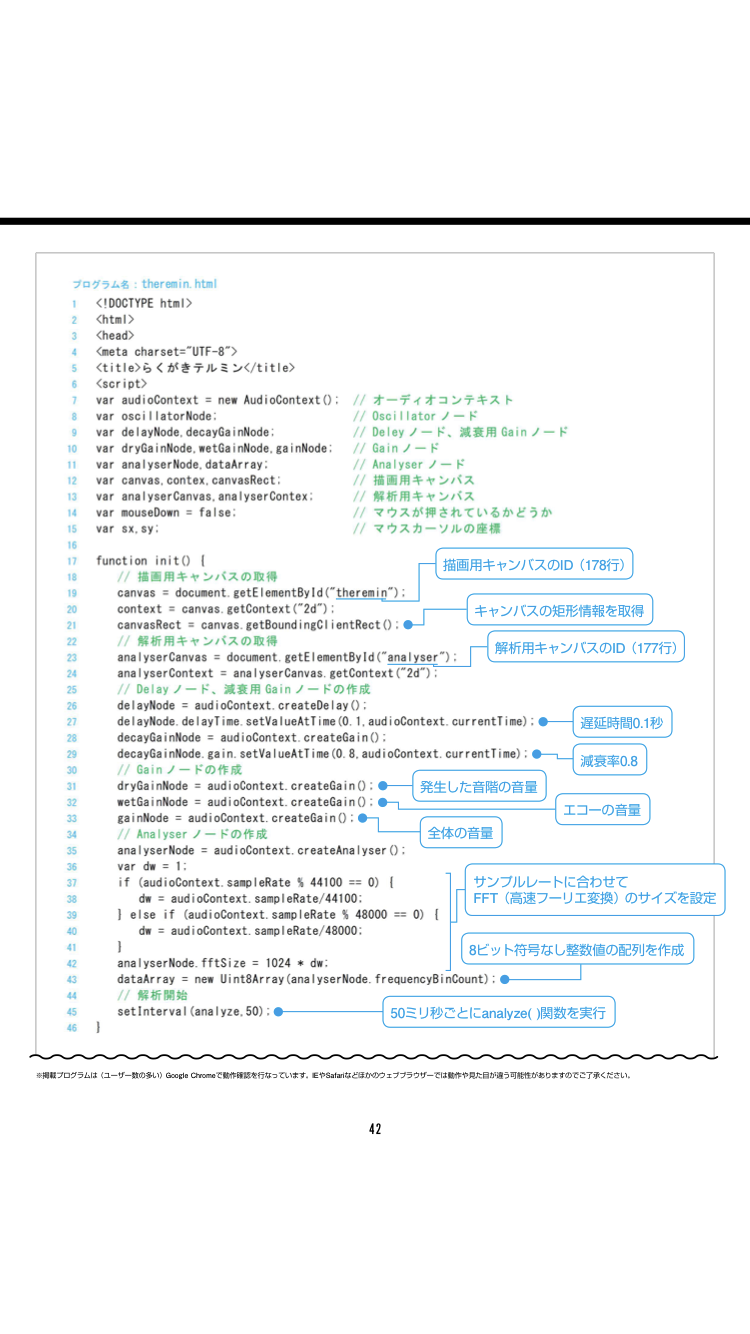 プログラム名：theremin.html
1 <!DOCTYPE html>
2 <html>
3 <head>
4 <meta charset="UTF-8">
5 <title>らくがきテルミン</title>
6 <script>
7 var audioContext = new AudioContext(); // オーディオコンテキスト
8 var oscillatorNode; // Oscillator ノード
9 var delayNode,decayGainNode; // Deley ノード、減衰用 Gain ノード
10 var dryGainNode,wetGainNode,gainNode; // Gain ノード
11 var analyserNode,dataArray; // Analyser ノード
12 var canvas,contex,canvasRect; // 描画用キャンバス
13 var analyserCanvas,analyserContex; // 解析用キャンバス
14 var mouseDown = false; // マウスが押されているかどうか
15 var sx,sy; // マウスカーソルの座標
16
17 function init() {
描画用キャンバスのID（178行）
18 // 描画用キャンバスの取得
19 canvas = document.getElementById("theremin");
20 context = canvas.getContext("2d");
キャンバスの矩形情報を取得
21 canvasRect = canvas.getBoundingClientRect();
22 // 解析用キャンバスの取得
解析用キャンバスのID（177行）
23 analyserCanvas = document.getElementById("analyser");
24 analyserContext = analyserCanvas.getContext("2d");
25 // Delay ノード、減衰用 Gain ノードの作成
26 delayNode = audioContext.createDelay();
27 delayNode.delayTime.setValueAtTime(0.1,audioContext.currentTime);
遅延時間0.1秒
28 decayGainNode = audioContext.createGain();
29 decayGainNode.gain.setValueAtTime(0.8,audioContext.currentTime);
減衰率0.8
30 // Gain ノードの作成
31 dryGainNode = audioContext.createGain();
発生した音階の音量
32 wetGainNode = audioContext.createGain();
エコーの音量
33 gainNode = audioContext.createGain();
全体の音量
34 // Analyser ノードの作成
35 analyserNode = audioContext.createAnalyser();
36 var dw = 1;
37 if (audioContext.sampleRate % 44100 == 0) {
サンプルレートに合わせて
FFT（高速フーリエ変換）のサイズを設定
38 dw = audioContext.sampleRate/44100;
39 } else if (audioContext.sampleRate % 48000 == 0) {
40 dw = audioContext.sampleRate/48000;
41 }
8ビット符号なし整数値の配列を作成
42 analyserNode.fftSize = 1024 * dw;
43 dataArray = new Uint8Array(analyserNode.frequencyBinCount);
44 // 解析開始
45 setInterval(analyze,50);
50ミリ秒ごとにanalyze( )関数を実行
46 }
※掲載プログラムは（ユーザー数の多い）Google Chromeで動作確認を行なっています。IEやSafariなどほかのウェブブラウザーでは動作や見た目が違う可能性がありますのでご了承ください。
42